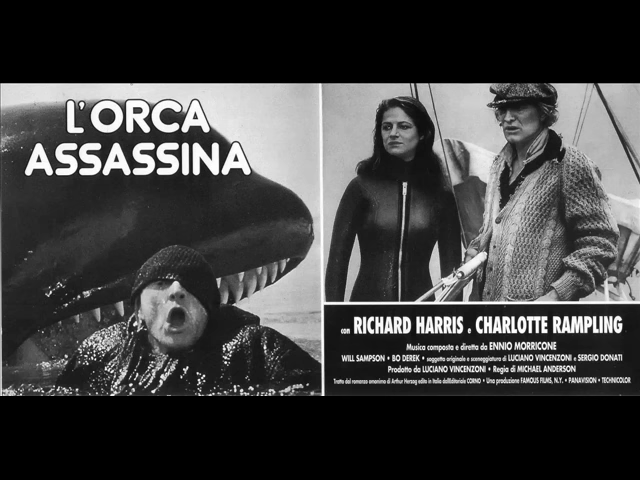 L'ORCA
ASSASSINA
con RICHARD HARRIS e CHARLOTTE RAMPLING
Musica composta e diretta da ENNIO MORRICONE
WILL SAMPSON • BO DEREK • soggetto originale e sceneggiatura di LUCIANO VINCENZONI e SERGIO DONATI
Prodotto da LUCIANO VINCENZONI • Regia di MICHAEL ANDERSON
Tratto dal romanzo omonimo di Arthur Herzog edito in Italia dall'Editoriale CORNO • Una produzione FAMOUS FILMS, N.Y. • PANAVISION • TECHNICOLOR